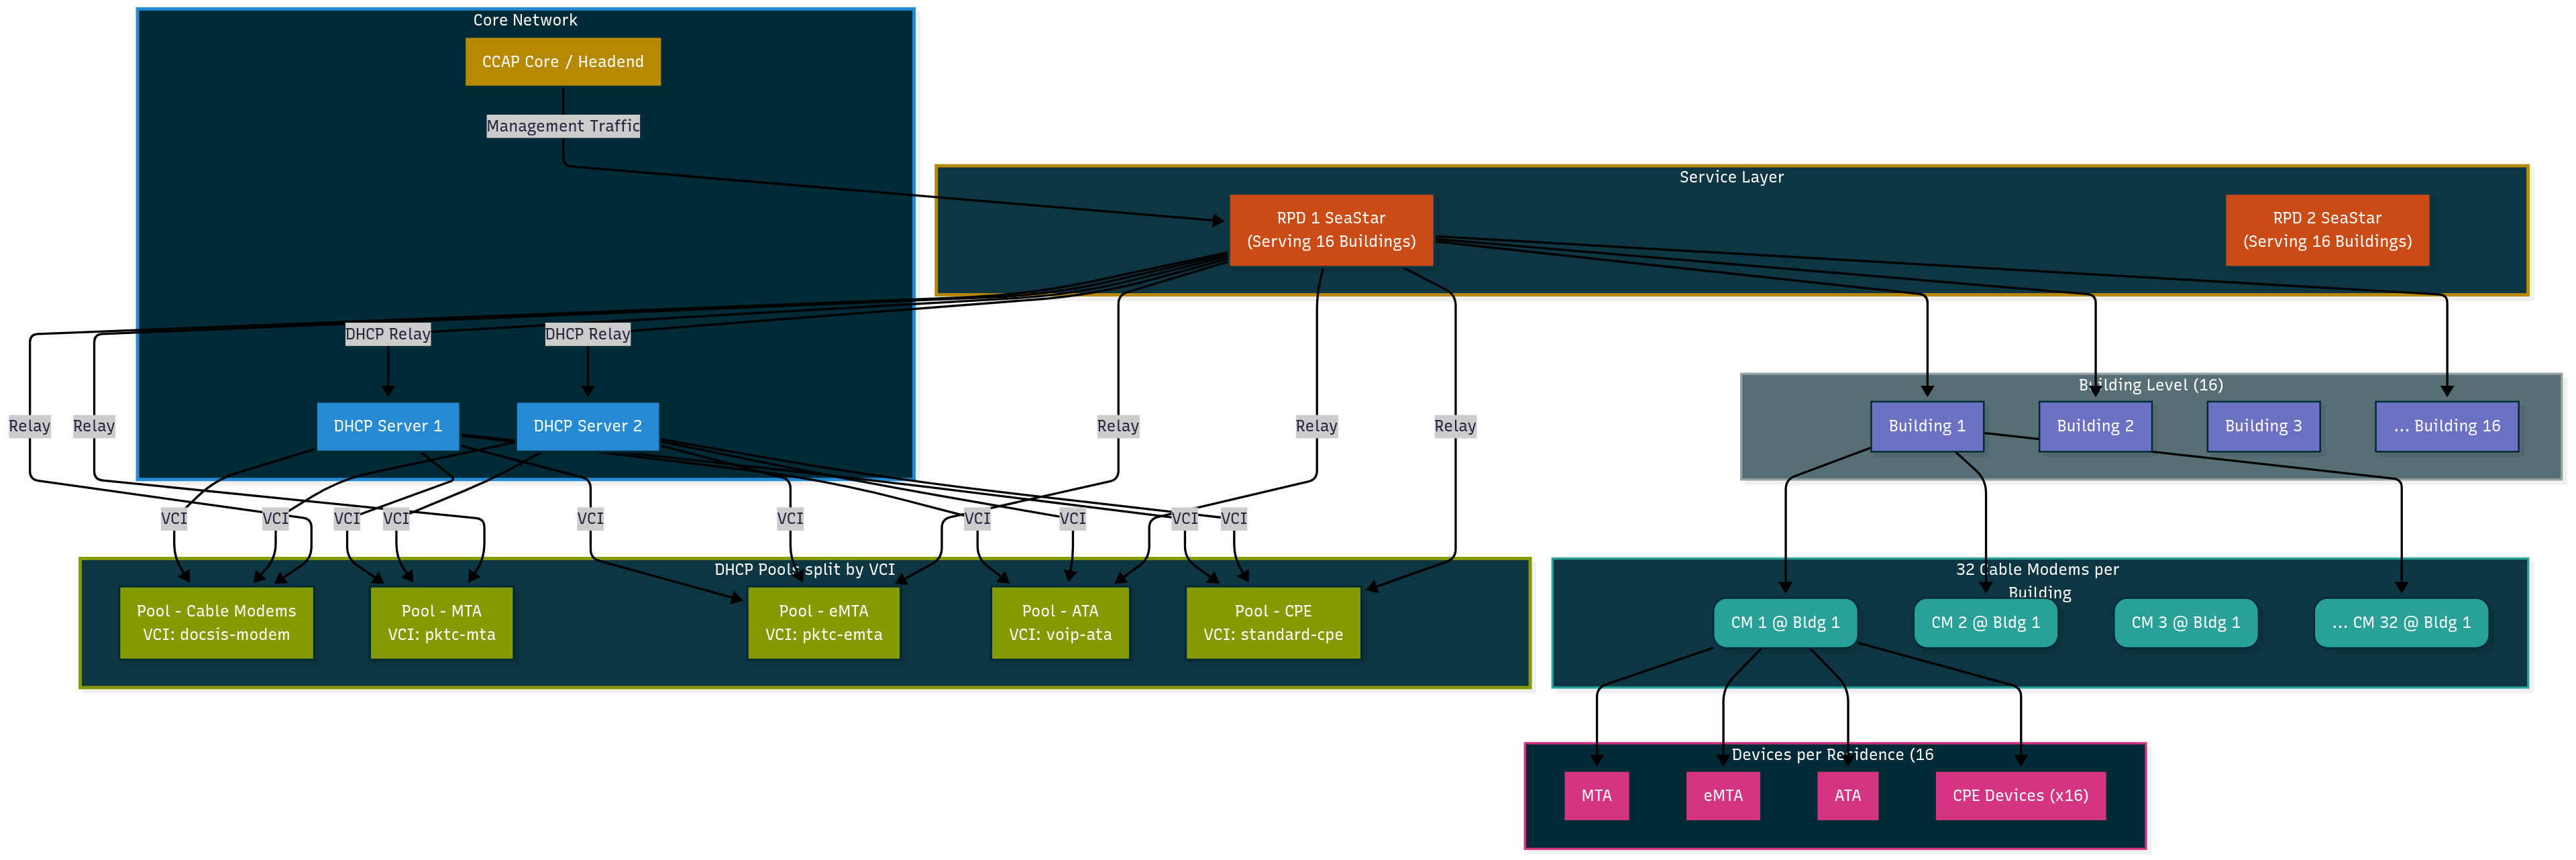 Core Network
CCAP Core / Headend
Management Traffic
Service Layer
RPD 1 SeaStar
(Serving 16 Buildings)
RPD 2 SeaStar
(Serving 16 Buildings)
DHCP Relay
DHCP Relay
Building Level (16)
Relay
Relay
DHCP Server 1
DHCP Server 2
Relay
Relay
Relay
Building 1
Building 2
Building 3
... Building 16
VCI
VCI
VCI
VCI
VCI
VCI
VCI
VCI
VCI
VCI
DHCP Pools split by VCI
Pool - Cable Modems
VCI: docsis-modem
Pool - MTA
VCI: pktc-mta
Pool - eMTA
VCI: pktc-emta
Pool - ATA
VCI: voip-ata
Pool - CPE
VCI: standard-cpe
32 Cable Modems per
Building
CM 1 @ Bldg 1
CM 2 @ Bldg 1
CM 3 @ Bldg 1
... CM 32 @ Bldg 1
Devices per Residence (16
MTA
eMTA
ATA
CPE Devices (x16)